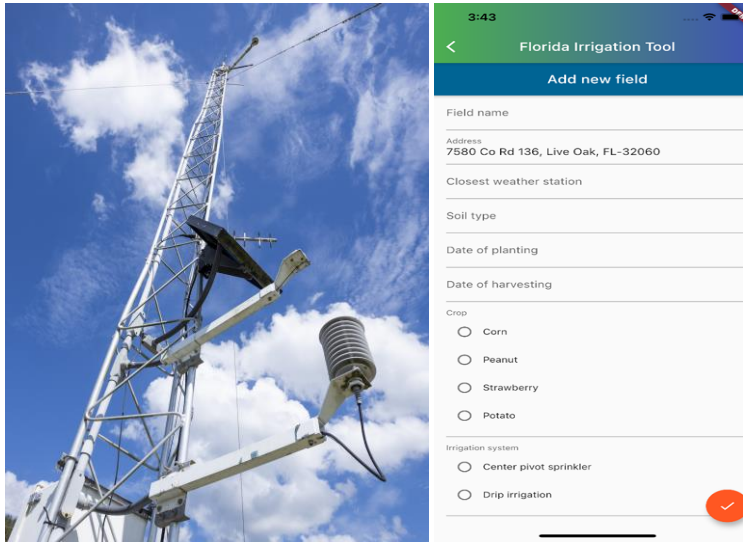 3:43
Florida Irrigation Tool
Add new field
Field name
Address
7580 Co Rd 136, Live Oak, FL-32060
Closest weather station
Soil type
Date of planting
Date of harvesting
Crop
Corn
Peanut
Strawberry
Potato
Irrigation system
Center pivot sprinkler
Drip irrigation